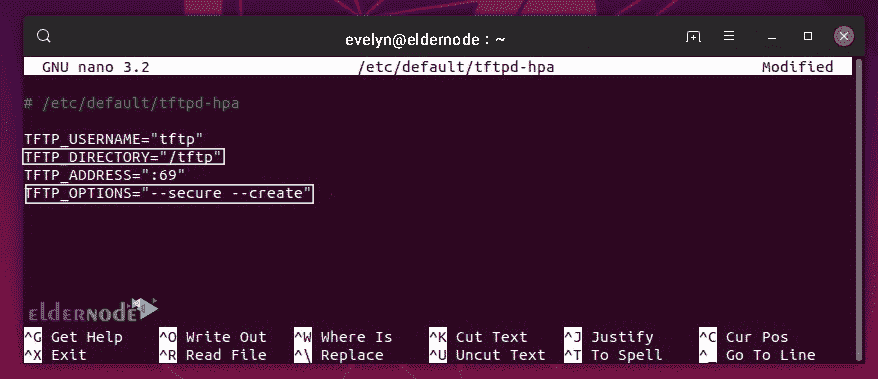 evelyn@eldernode: ~
GNU nano 3.2 /etc/default/tftpd-hpa Modified
# /etc/default/tftpd-hpa
TFTP_USERNAME="tftp"
TFTP_DIRECTORY="/tftp"
TFTP_ADDRESS=":69"
TFTP_OPTIONS="--secure --create"
eldernode
^G Get Help ^O Write Out ^W Where Is ^K Cut Text ^J Justify ^C Cur Pos
^X Exit ^R Read File ^\ Replace ^U Uncut Text ^T To Spell ^_ Go To Line